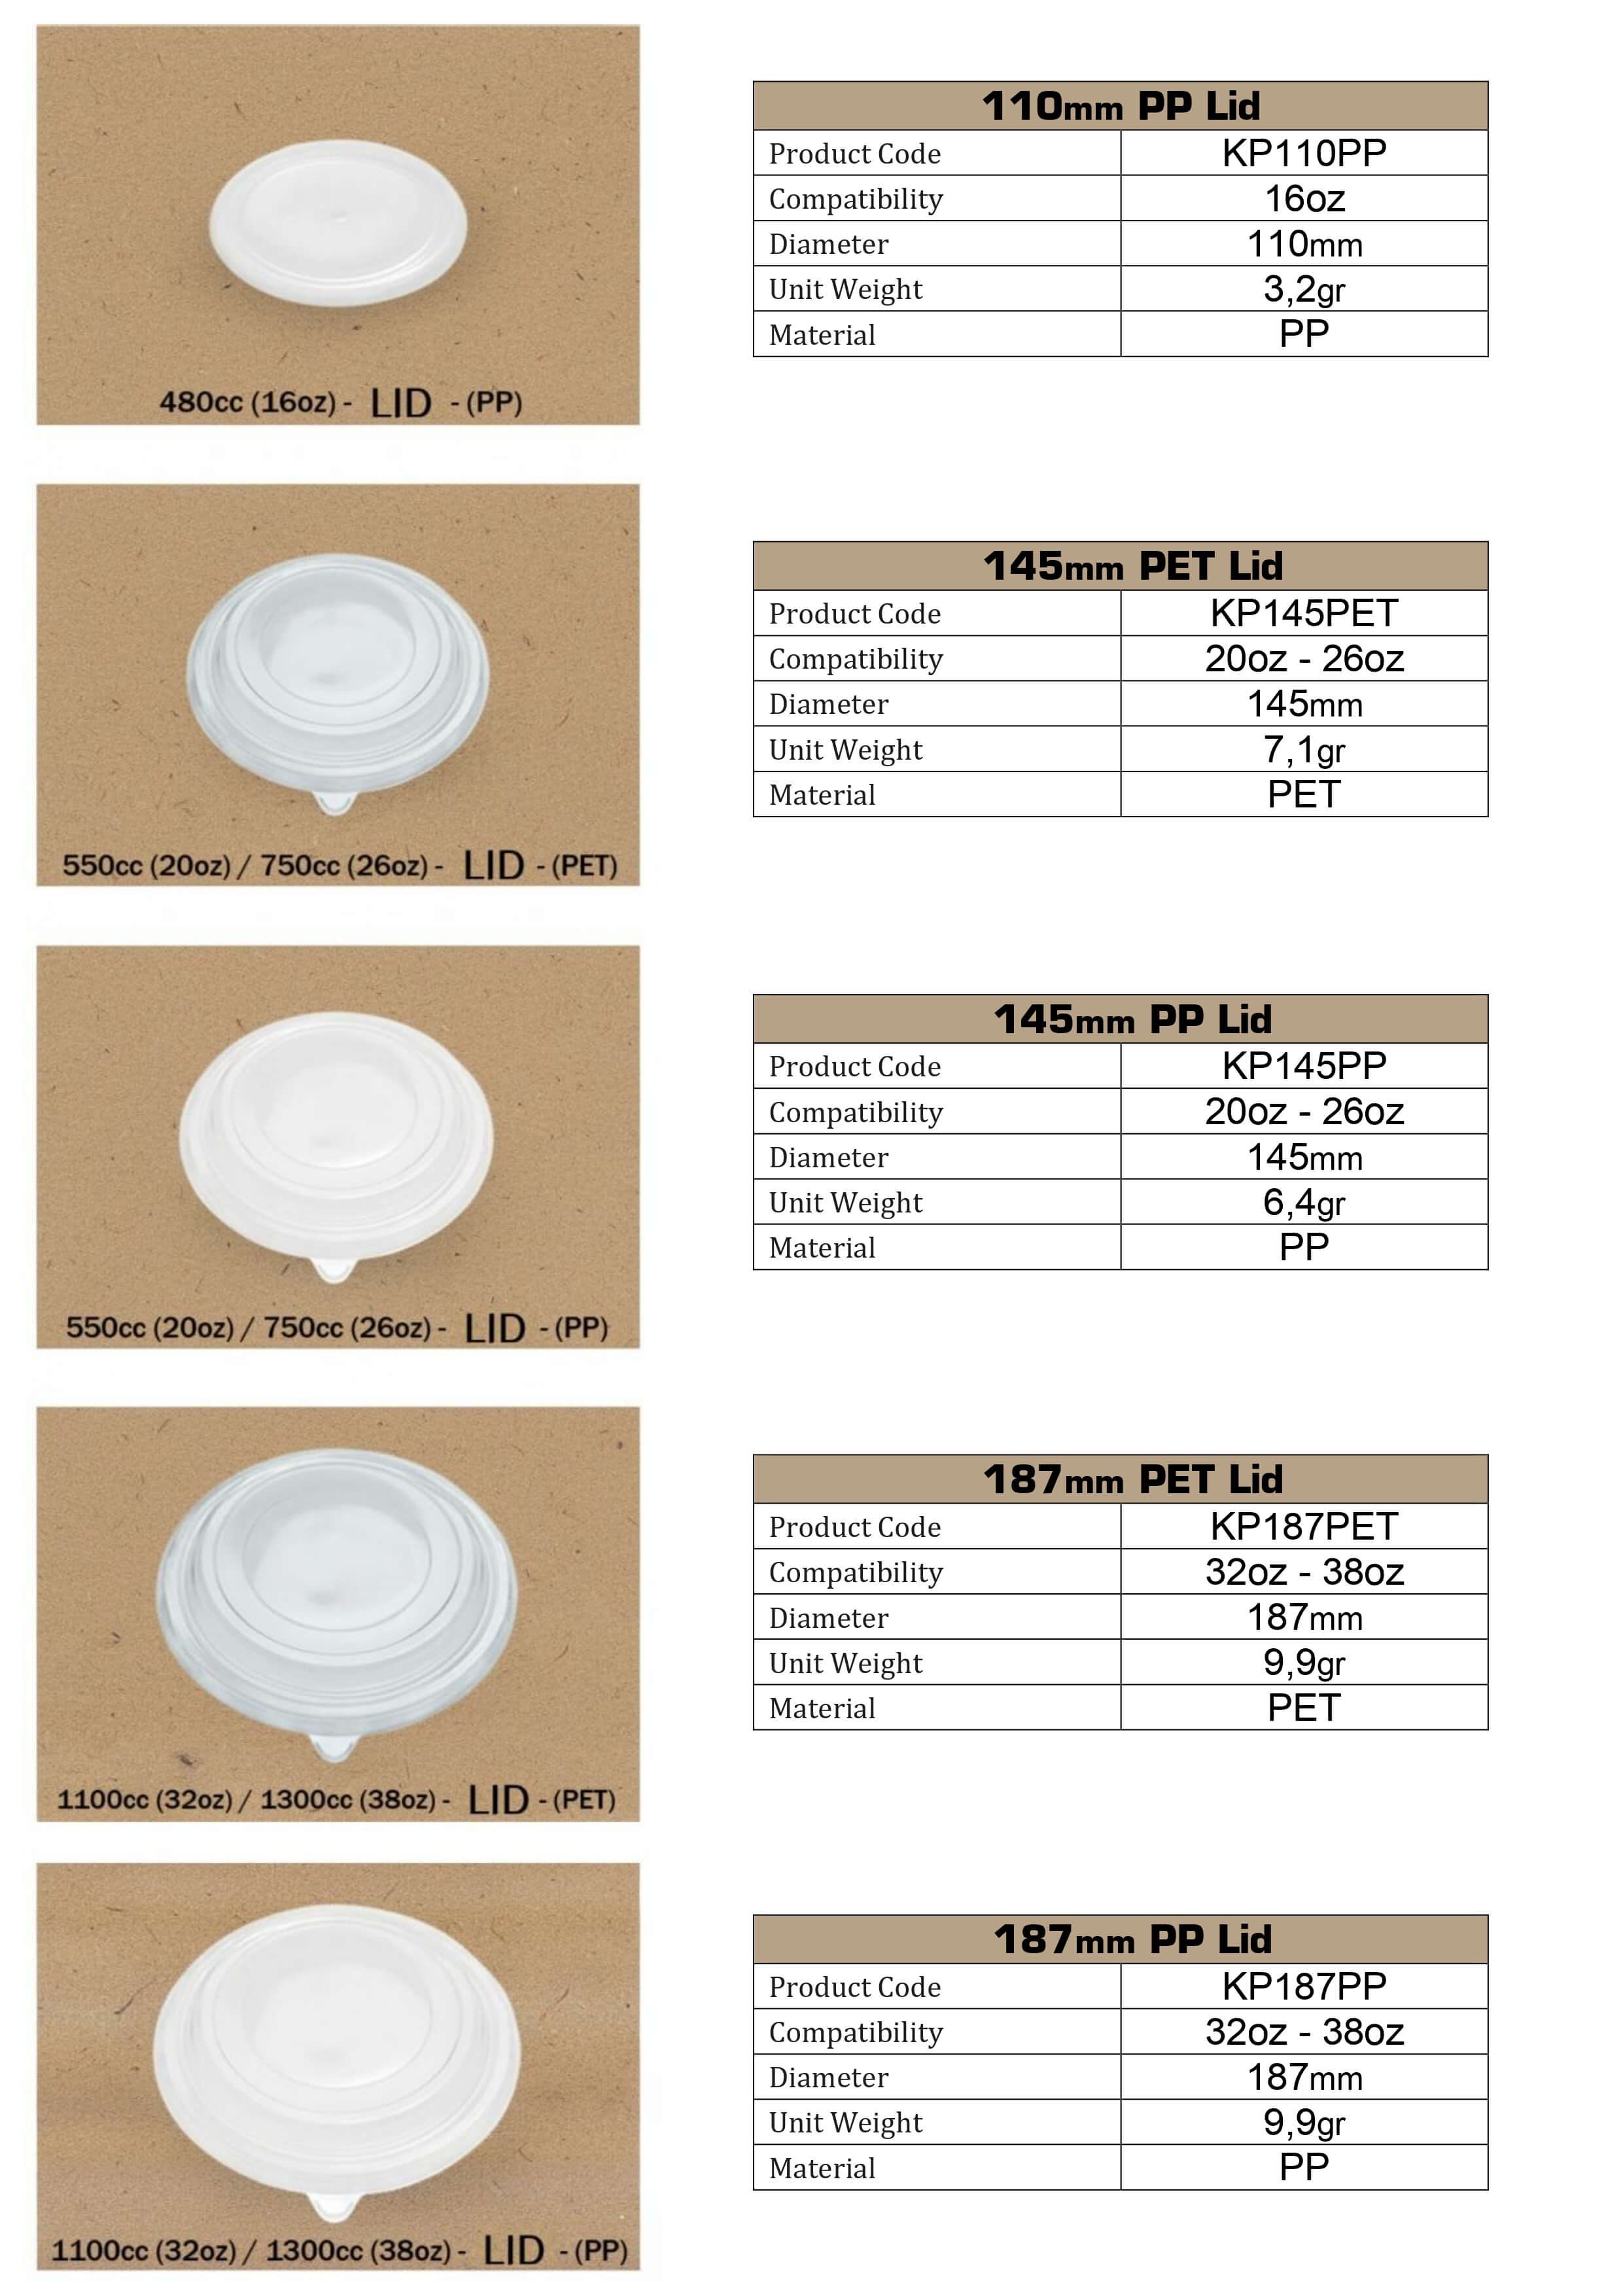 480cc (16oz) - LID - (PP)
110mm PP Lid
Product Code KP110PP
Compatibility 16oz
Diameter 110mm
Unit Weight 3,2gr
Material PP
550cc (20oz) / 750cc (26oz) - LID - (PET)
145mm PET Lid
Product Code KP145PET
Compatibility 20oz - 26oz
Diameter 145mm
Unit Weight 7,1gr
Material PET
550cc (20oz) / 750cc (26oz) - LID - (PP)
145mm PP Lid
Product Code KP145PP
Compatibility 20oz - 26oz
Diameter 145mm
Unit Weight 6,4gr
Material PP
1100cc (32oz) / 1300cc (38oz) - LID - (PET)
187mm PET Lid
Product Code KP187PET
Compatibility 32oz - 38oz
Diameter 187mm
Unit Weight 9,9gr
Material PET
1100cc (32oz) / 1300cc (38oz) - LID - (PP)
187mm PP Lid
Product Code KP187PP
Compatibility 32oz - 38oz
Diameter 187mm
Unit Weight 9,9gr
Material PP